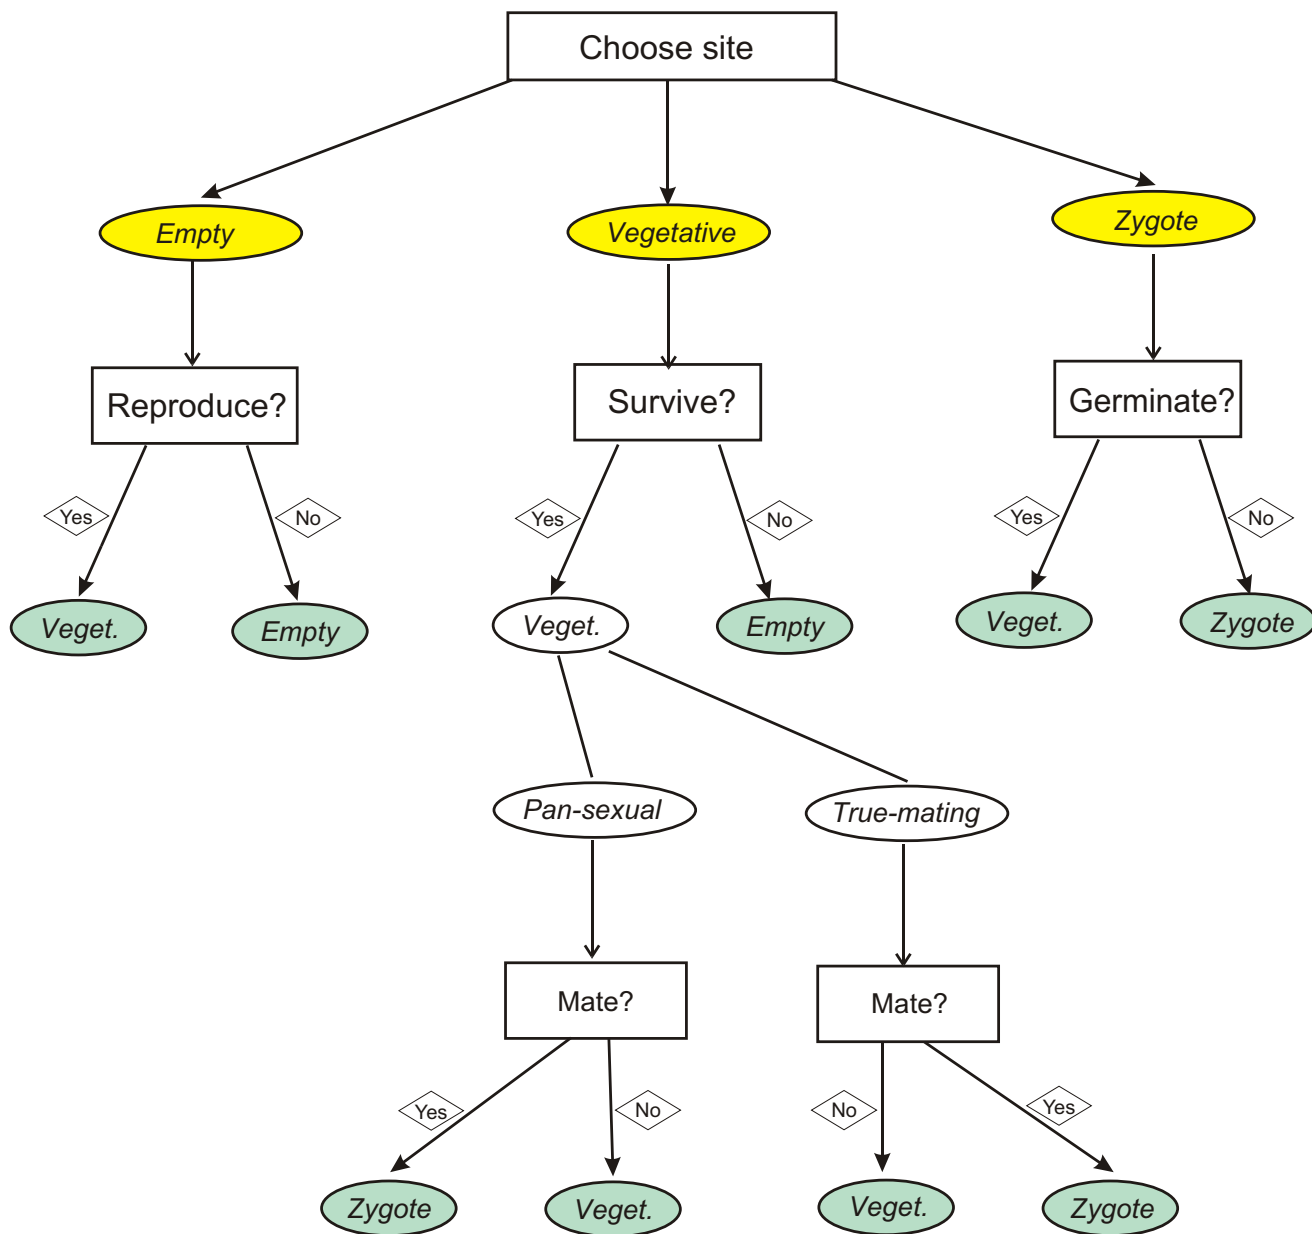 Choose site
Empty
Vegetative
Zygote
Reproduce?
Survive?
Germinate?
Yes
No
Yes
No
Yes
No
Veget.
Empty
Veget.
Empty
Veget.
Zygote
Pan-sexual
True-mating
Mate?
Mate?
Yes
No
No
Yes
Zygote
Veget.
Veget.
Zygote